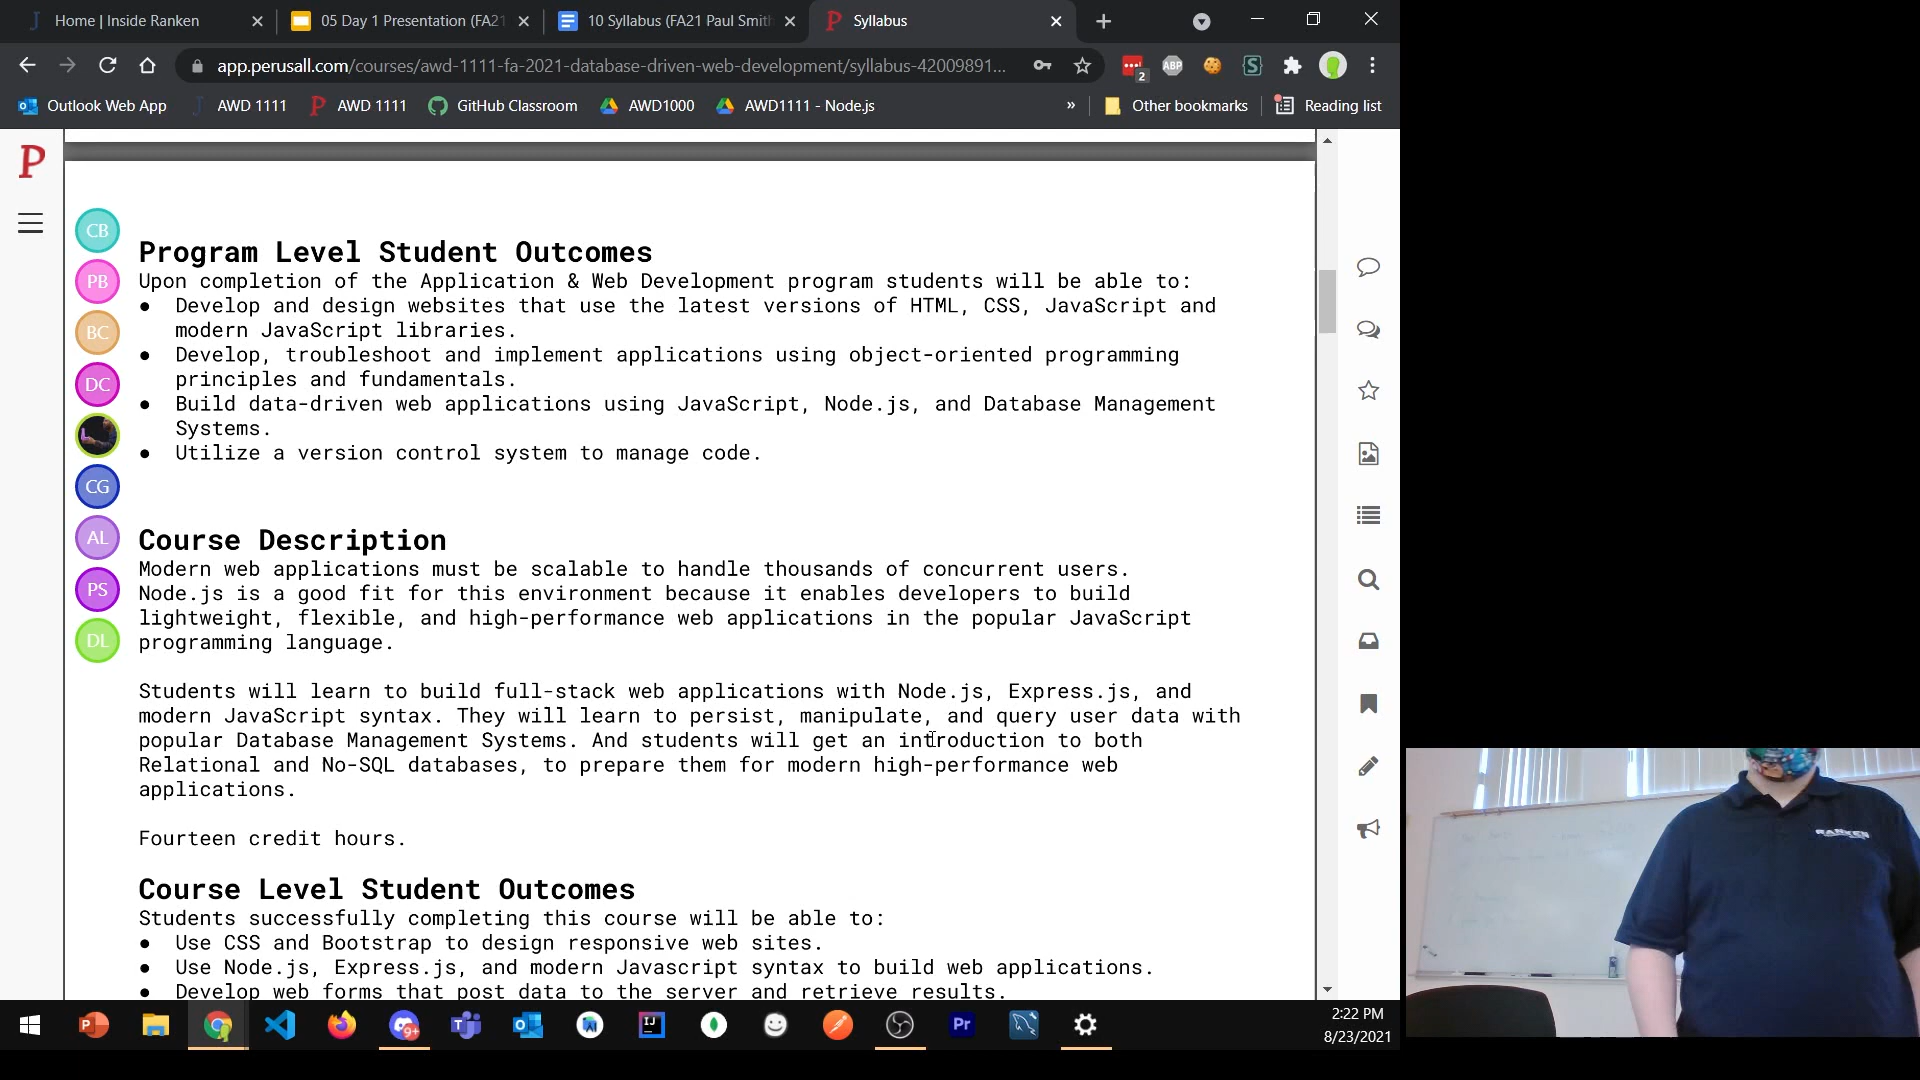 Home | Inside Ranken
05 Day 1 Presentation (FA21
10 Syllabus (FA21 Paul Smith
Syllabus
app.perusall.com/courses/awd-1111-fa-2021-database-driven-web-development/syllabus-42009891...
2
ABP
Outlook Web App
AWD 1111
AWD 1111
GitHub Classroom
AWD1000
AWD1111 - Node.js
»
Other bookmarks
Reading list
P
CB
PB
BC
DC
CG
AL
PS
DL
Program Level Student Outcomes
Upon completion of the Application & Web Development program students will be able to:
● Develop and design websites that use the latest versions of HTML, CSS, JavaScript and
modern JavaScript libraries.
● Develop, troubleshoot and implement applications using object-oriented programming
principles and fundamentals.
● Build data-driven web applications using JavaScript, Node.js, and Database Management
Systems.
● Utilize a version control system to manage code.
Course Description
Modern web applications must be scalable to handle thousands of concurrent users.
Node.js is a good fit for this environment because it enables developers to build
lightweight, flexible, and high-performance web applications in the popular JavaScript
programming language.
Students will learn to build full-stack web applications with Node.js, Express.js, and
modern JavaScript syntax. They will learn to persist, manipulate, and query user data with
popular Database Management Systems. And students will get an introduction to both
Relational and No-SQL databases, to prepare them for modern high-performance web
applications.
Fourteen credit hours.
Course Level Student Outcomes
Students successfully completing this course will be able to:
● Use CSS and Bootstrap to design responsive web sites.
● Use Node.js, Express.js, and modern Javascript syntax to build web applications.
● Develop web forms that post data to the server and retrieve results.
RANKEN
9+
IJ
Pr
2:22 PM
8/23/2021